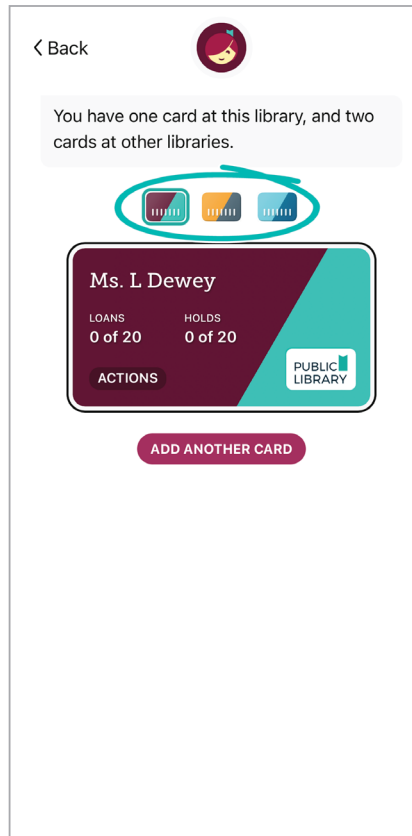 Back
You have one card at this library, and two
cards at other libraries.
Ms. L Dewey
LOANS HOLDS
0 of 20 0 of 20
ACTIONS
PUBLIC
LIBRARY
ADD ANOTHER CARD